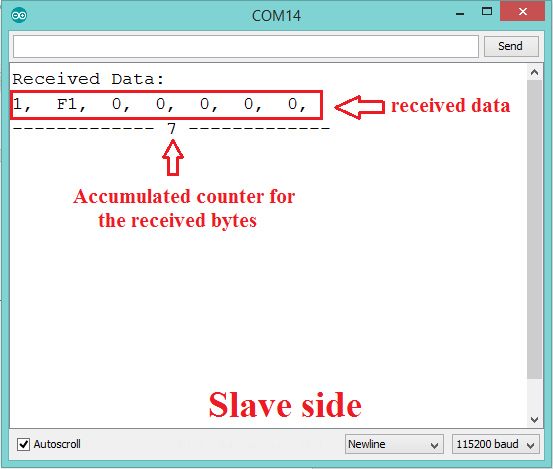 COM14
Send
Received Data:
1, F1, 0, 0, 0, 0, 0,
received data
------------- 7 -------------
Accumulated counter for
the received bytes
Slave side
Autoscroll
Newline
115200 baud